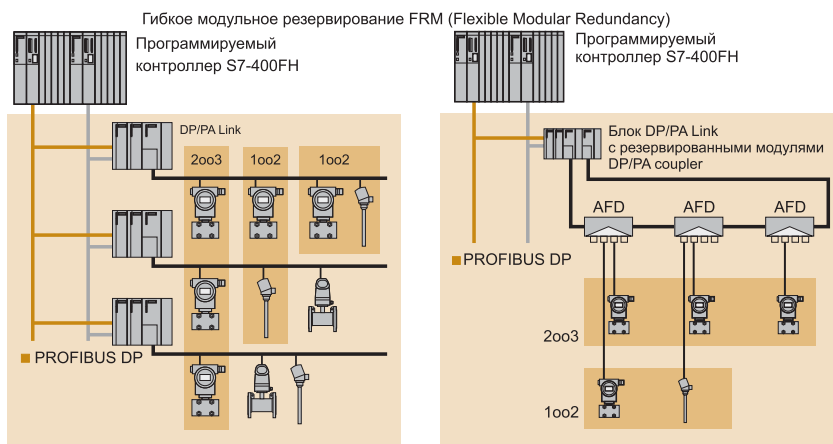 Гибкое модульное резервирование FRM (Flexible Modular Redundancy)
Программируемый
контроллер S7-400FH
DP/PA Link
2oo3
1oo2
1oo2
PROFIBUS DP
Программируемый
контроллер S7-400FH
Блок DP/PA Link
с резервированными модулями
DP/PA coupler
AFD
AFD
AFD
PROFIBUS DP
2oo3
1oo2